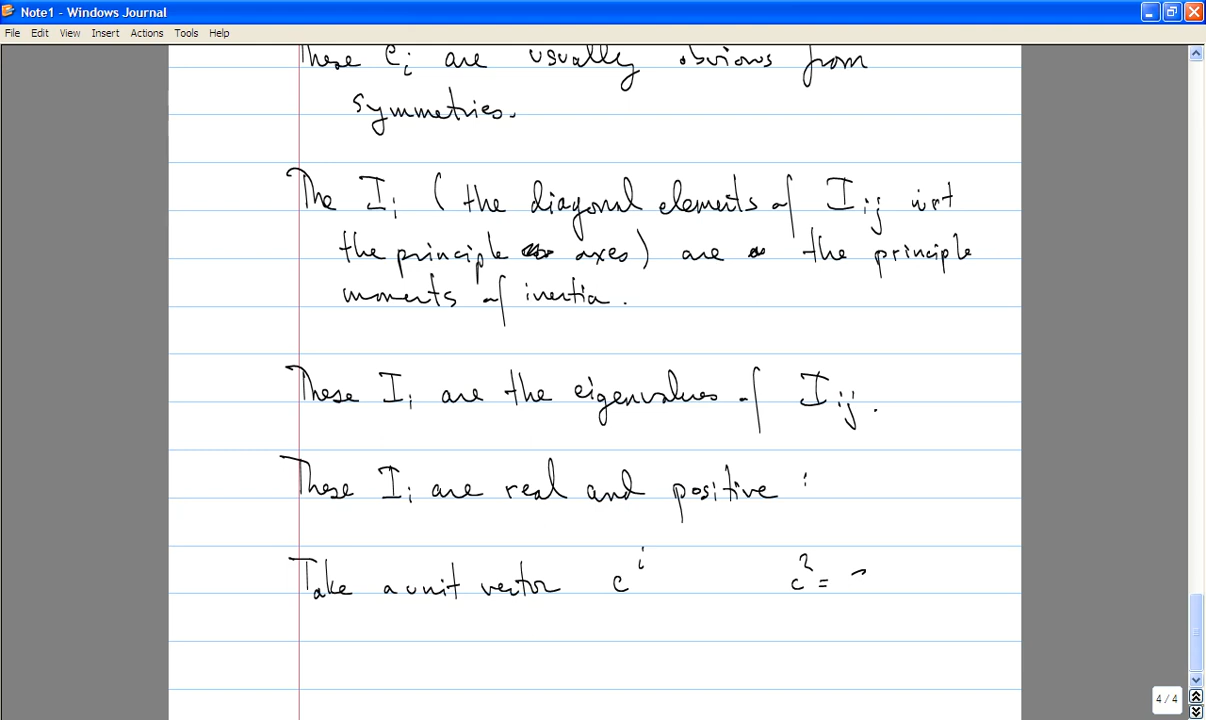 Note1 - Windows Journal
File Edit View Insert Actions Tools Help
These e_i are usually obvious from
symmetries.
The I_i (the diagonal elements of I_ij wrt
the principle axes) are the principle
moments of inertia.
These I_i are the eigenvalues of I_ij.
These I_i are real and positive :
Take a unit vector c^i c^2 =
4 / 4